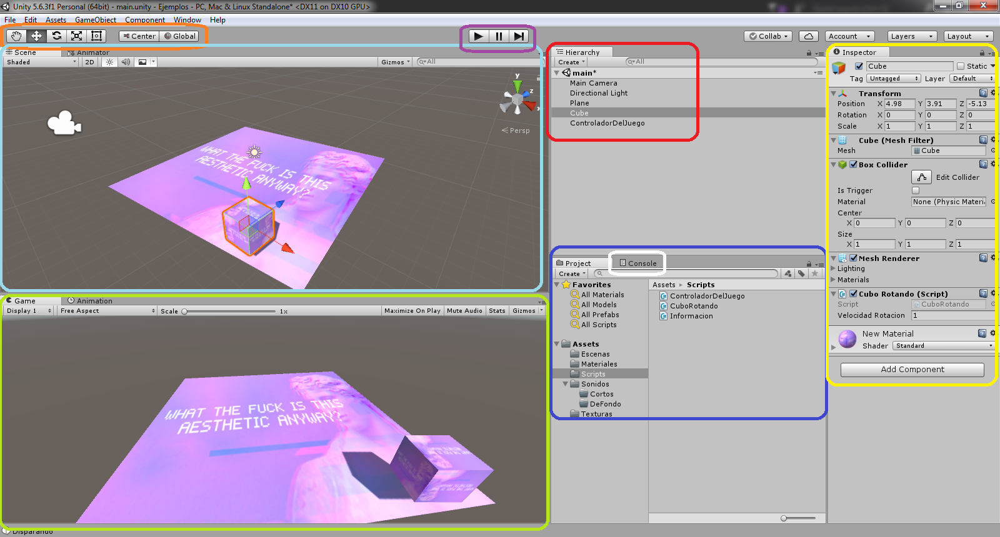 Unity 5.6.3f1 Personal (64bit) - main.unity - Ejemplos - PC, Mac & Linux Standalone* <DX11 on DX10 GPU>
File Edit Assets GameObject Component Window Help
Center Global Collab Account Layers Layout
Scene Animator
Shaded 2D Gizmos All
y
z
x
Persp
WHAT THE FUCK IS THIS
AESTHETIC ANYWAY?
Game Animation
Display 1 Free Aspect Scale 1x Maximize On Play Mute Audio Stats Gizmos
WHAT THE FUCK IS THIS
AESTHETIC ANYWAY?
Disparando
Hierarchy
Create All
main*
Main Camera
Directional Light
Plane
Cube
ControladorDelJuego
Project Console
Create
Favorites
All Materials
All Models
All Prefabs
All Scripts
Assets
Escenas
Materiales
Scripts
Sonidos
Cortos
DeFondo
Texturas
Assets ▸ Scripts
ControladorDelJuego
CuboRotando
Informacion
Inspector
Cube Static
Tag Untagged Layer Default
Transform
Position X 4.98 Y 3.91 Z -5.13
Rotation X 0 Y 0 Z 0
Scale X 1 Y 1 Z 1
Cube (Mesh Filter)
Mesh Cube
Box Collider
Edit Collider
Is Trigger
Material None (Physic Materi
Center
X 0 Y 0 Z 0
Size
X 1 Y 1 Z 1
Mesh Renderer
Lighting
Materials
Cubo Rotando (Script)
Script CuboRotando
Velocidad Rotacion 1
New Material
Shader Standard
Add Component